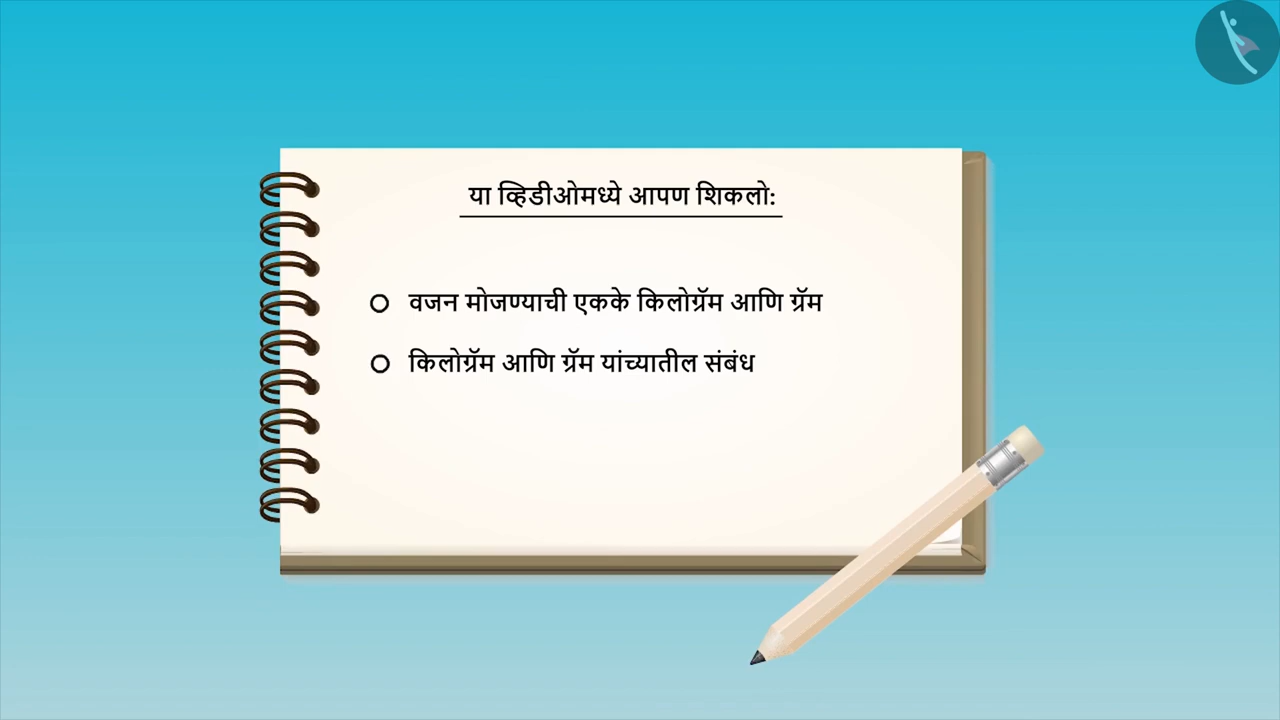 या व्हिडीओमध्ये आपण शिकलो:
वजन मोजण्याची एकके किलोग्रॅम आणि ग्रॅम
किलोग्रॅम आणि ग्रॅम यांच्यातील संबंध